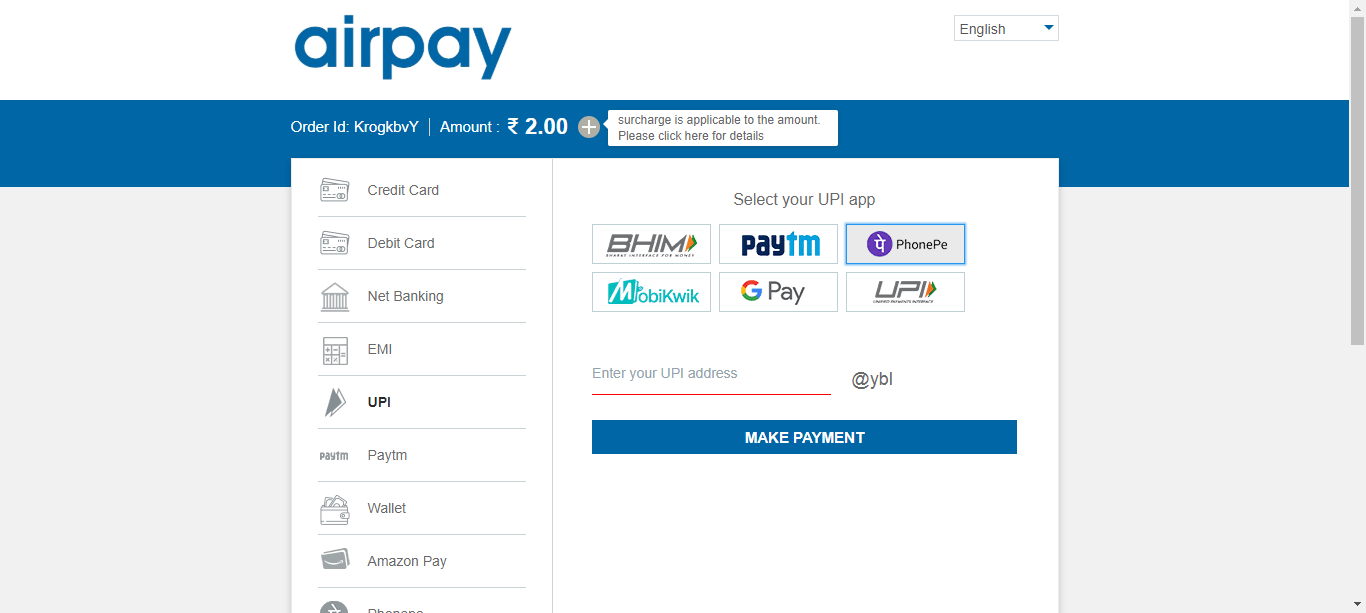 airpay
English
Order Id: KrogkbvY
Amount : ₹ 2.00
surcharge is applicable to the amount.
Please click here for details
Credit Card
Debit Card
Net Banking
EMI
UPI
Paytm
Paytm
Wallet
Amazon Pay
Phonepe
Select your UPI app
BHIM
BHARAT INTERFACE FOR MONEY
Paytm
पे PhonePe
MobiKwik
G Pay
UPI
UNIFIED PAYMENTS INTERFACE
Enter your UPI address
@ybl
MAKE PAYMENT